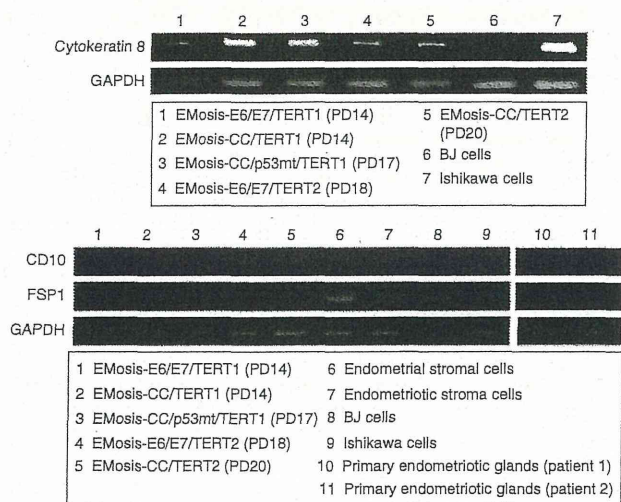 1 2 3 4 5 6 7
Cytokeratin 8
GAPDH
1 EMosis-E6/E7/TERT1 (PD14)
2 EMosis-CC/TERT1 (PD14)
3 EMosis-CC/p53mt/TERT1 (PD17)
4 EMosis-E6/E7/TERT2 (PD18)
5 EMosis-CC/TERT2
(PD20)
6 BJ cells
7 Ishikawa cells
1 2 3 4 5 6 7 8 9 10 11
CD10
FSP1
GAPDH
1 EMosis-E6/E7/TERT1 (PD14)
2 EMosis-CC/TERT1 (PD14)
3 EMosis-CC/p53mt/TERT1 (PD17)
4 EMosis-E6/E7/TERT2 (PD18)
5 EMosis-CC/TERT2 (PD20)
6 Endometrial stromal cells
7 Endometriotic stroma cells
8 BJ cells
9 Ishikawa cells
10 Primary endometriotic glands (patient 1)
11 Primary endometriotic glands (patient 2)